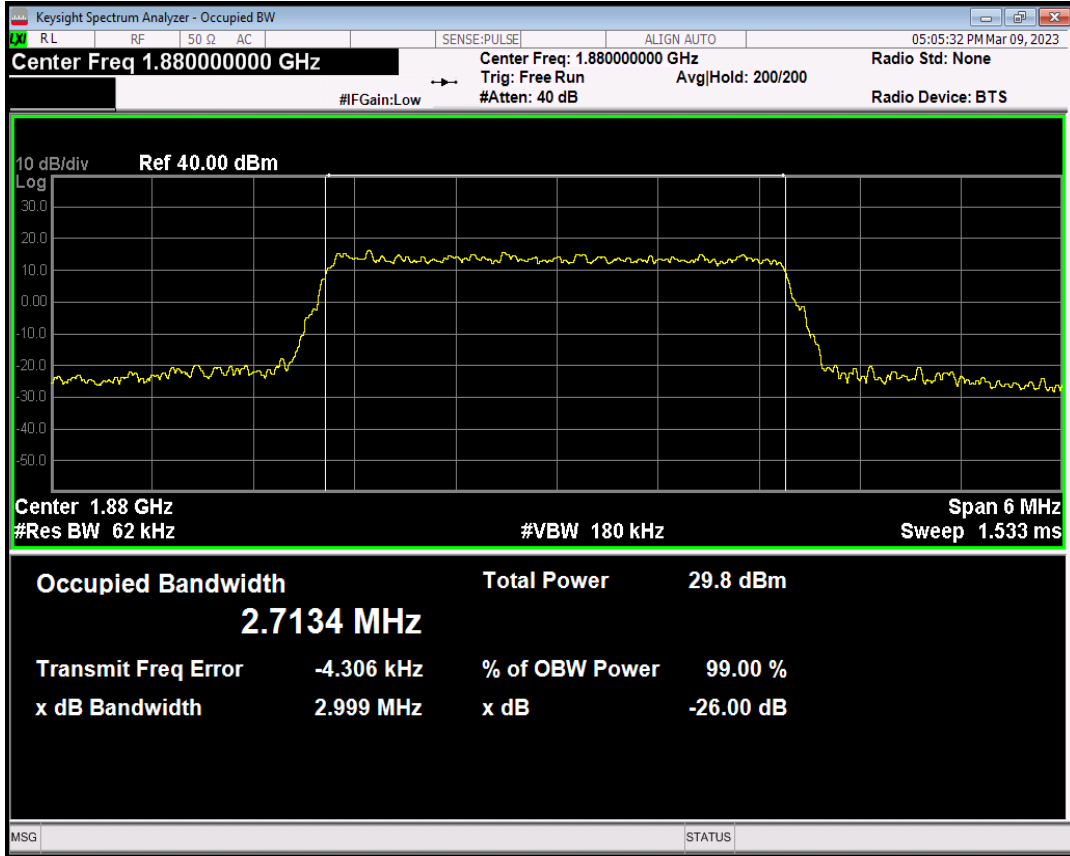 Keysight Spectrum Analyzer - Occupied BW
LXI RL RF 50 Ω AC SENSE:PULSE ALIGN AUTO 05:05:32 PM Mar 09, 2023
Center Freq 1.880000000 GHz
Center Freq: 1.880000000 GHz
Radio Std: None
Trig: Free Run
Avg|Hold: 200/200
#IFGain:Low
#Atten: 40 dB
Radio Device: BTS
10 dB/div
Ref 40.00 dBm
Log
30.0
20.0
10.0
0.00
-10.0
-20.0
-30.0
-40.0
-50.0
Center 1.88 GHz
Span 6 MHz
#Res BW 62 kHz
#VBW 180 kHz
Sweep 1.533 ms
Occupied Bandwidth
Total Power 29.8 dBm
2.7134 MHz
Transmit Freq Error -4.306 kHz
% of OBW Power 99.00 %
x dB Bandwidth 2.999 MHz
x dB -26.00 dB
MSG
STATUS